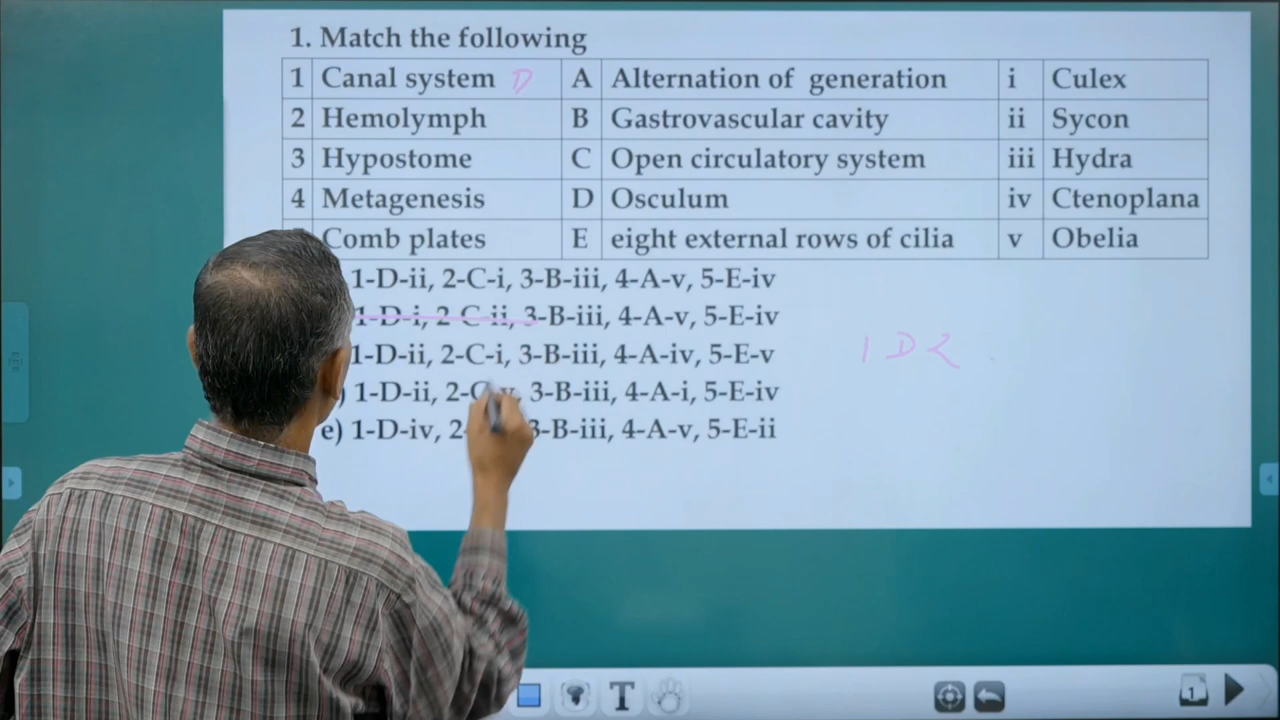 1. Match the following
1 Canal system D A Alternation of generation i Culex
2 Hemolymph B Gastrovascular cavity ii Sycon
3 Hypostome C Open circulatory system iii Hydra
4 Metagenesis D Osculum iv Ctenoplana
Comb plates E eight external rows of cilia v Obelia
1-D-ii, 2-C-i, 3-B-iii, 4-A-v, 5-E-iv
1-D-i, 2-C-ii, 3-B-iii, 4-A-v, 5-E-iv
1-D-ii, 2-C-i, 3-B-iii, 4-A-iv, 5-E-v
) 1-D-ii, 2-C-v, 3-B-iii, 4-A-i, 5-E-iv
e) 1-D-iv, 2- 3-B-iii, 4-A-v, 5-E-ii
1 D
T
1